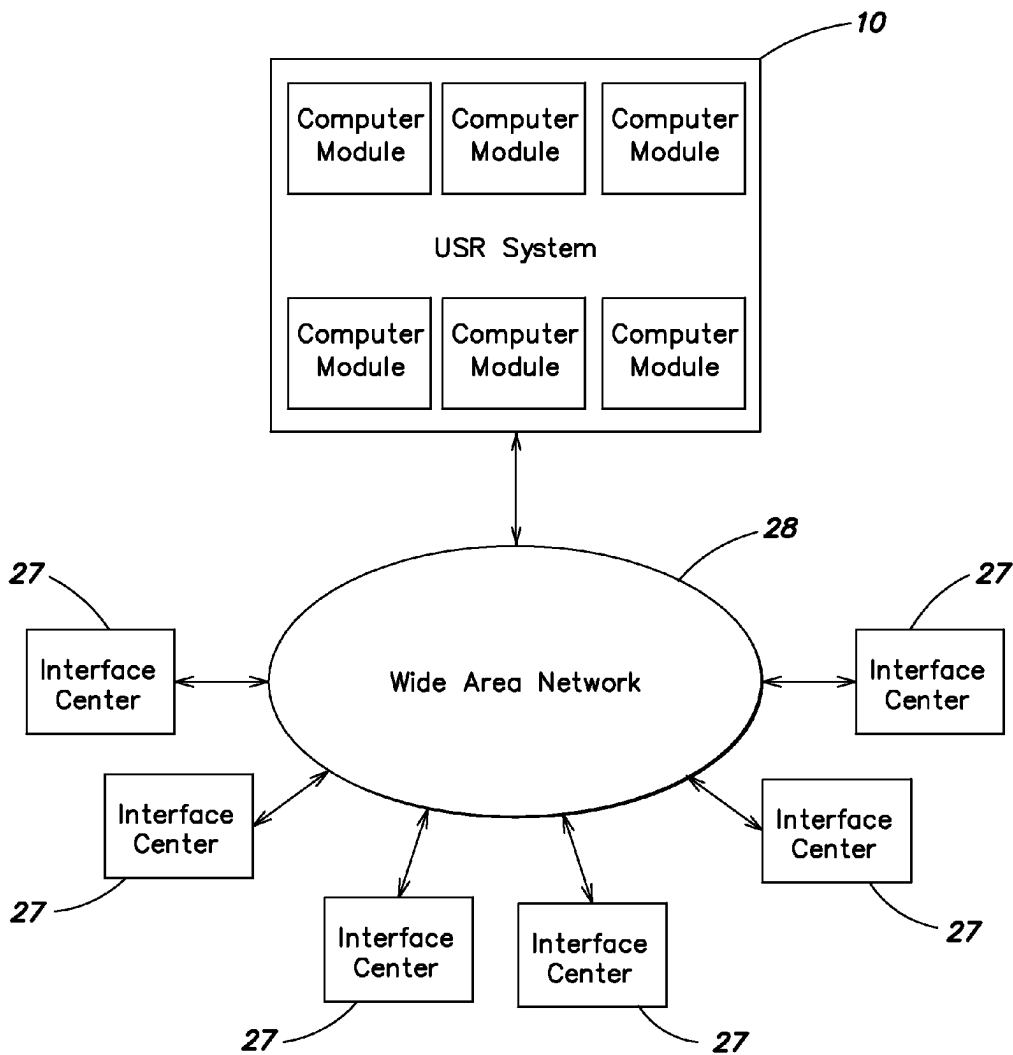 10
Computer Module
Computer Module
Computer Module
USR System
Computer Module
Computer Module
Computer Module
28
27
27
Interface Center
Wide Area Network
Interface Center
Interface Center
Interface Center
27
27
Interface Center
Interface Center
27
27